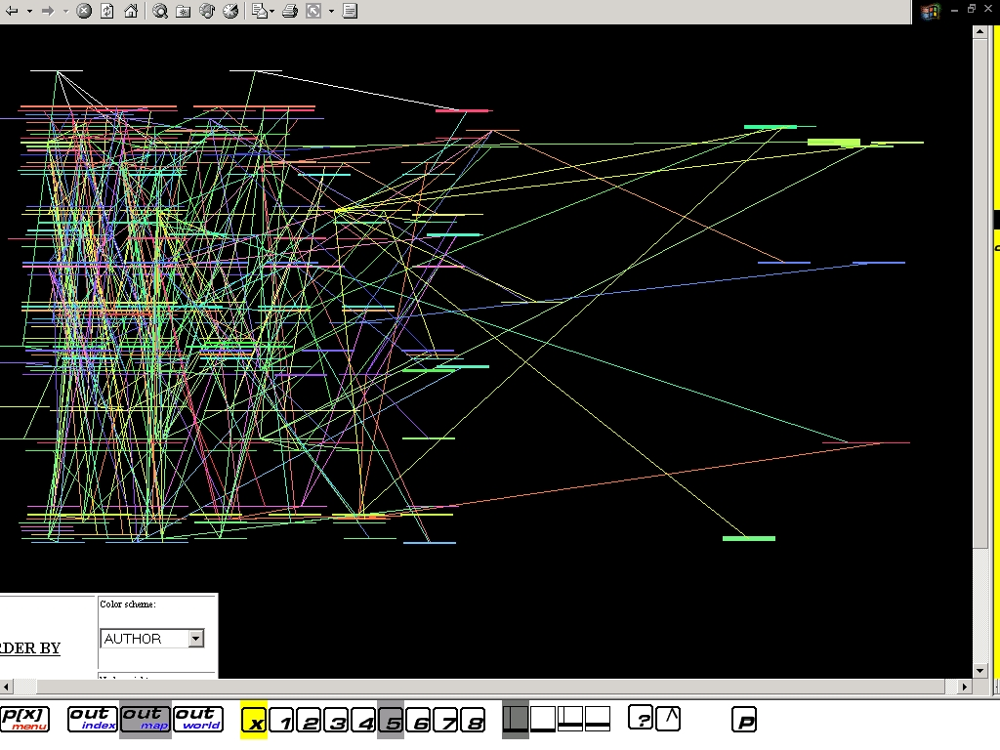 Color scheme:
AUTHOR
RDER BY
p[x] menu
out index
out map
out world
x 1 2 3 4 5 6 7 8
? ^
P